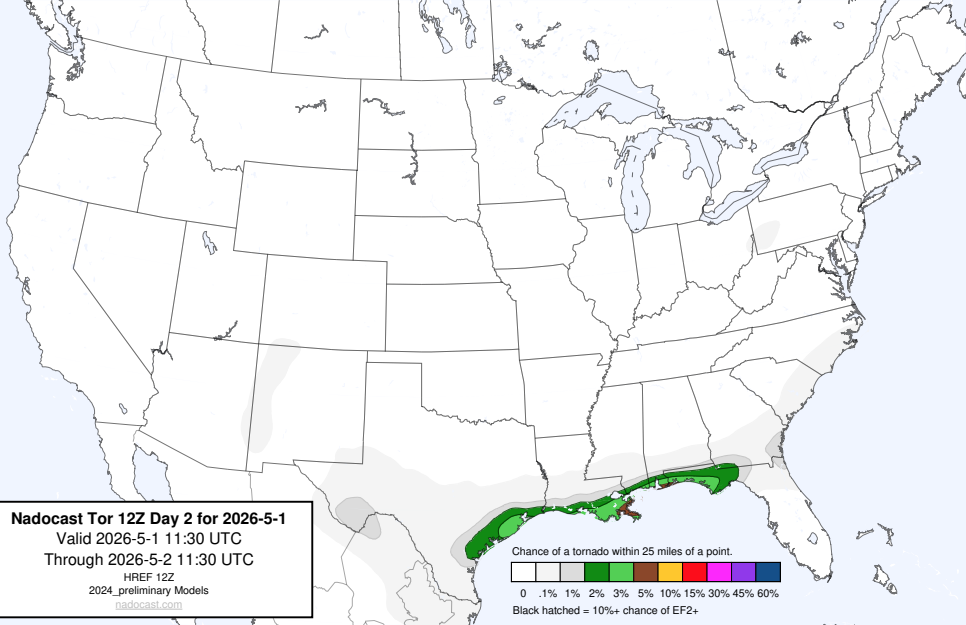 Nadocast Tor 12Z Day 2 for 2026-5-1
Valid 2026-5-1 11:30 UTC
Through 2026-5-2 11:30 UTC
HREF 12Z
2024_preliminary Models
nadocast.com
Chance of a tornado within 25 miles of a point.
0 .1% 1% 2% 3% 5% 10% 15% 30% 45% 60%
Black hatched = 10%+ chance of EF2+